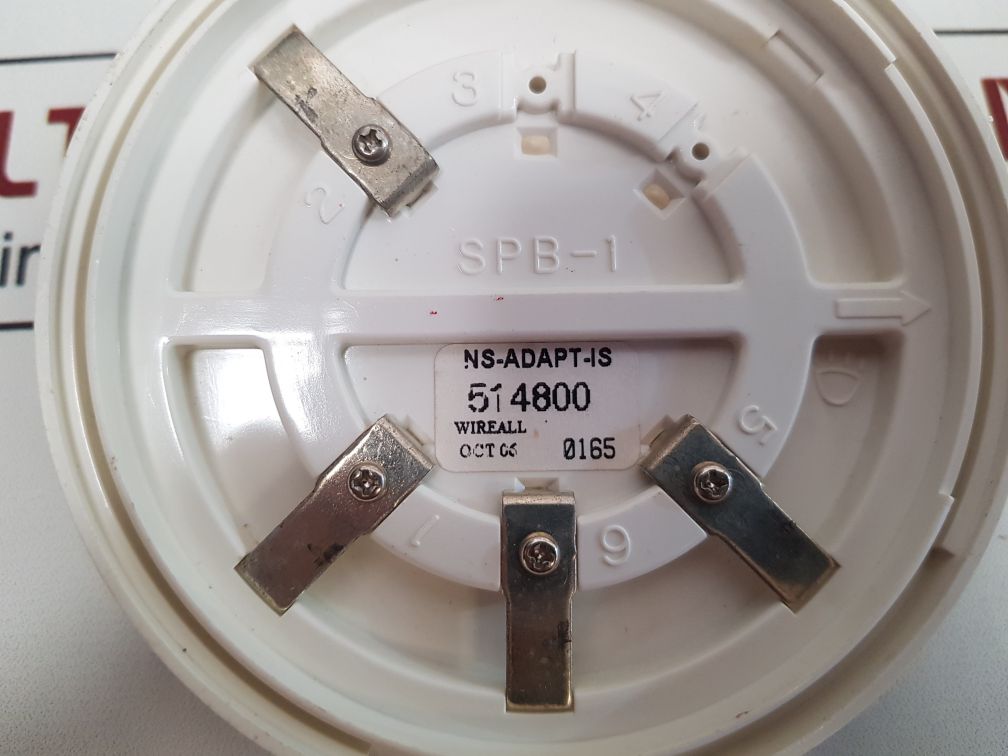 3
4
2
SPB-1
NS-ADAPT-IS
514800
WIREALL
OCT 06 0165
5
1
6